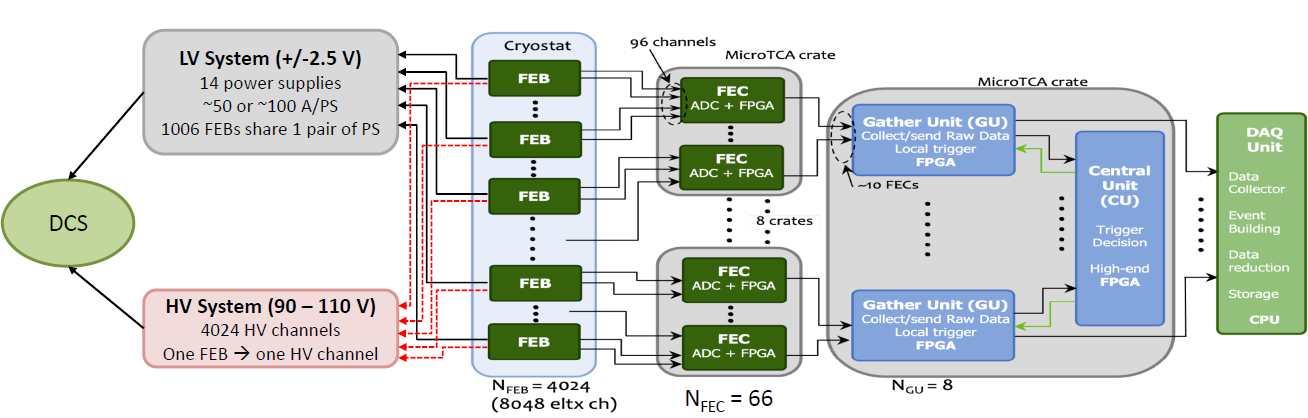 LV System (+/-2.5 V)
14 power supplies
~50 or ~100 A/PS
1006 FEBs share 1 pair of PS
DCS
HV System (90 – 110 V)
4024 HV channels
One FEB → one HV channel
Cryostat
FEB
FEB
FEB
FEB
FEB
N_FEB = 4024
(8048 eltx ch)
96 channels
MicroTCA crate
FEC
ADC + FPGA
FEC
ADC + FPGA
8 crates
FEC
ADC + FPGA
FEC
ADC + FPGA
N_FEC = 66
MicroTCA crate
Gather Unit (GU)
Collect/send Raw Data
Local trigger
FPGA
~10 FECs
Gather Unit (GU)
Collect/send Raw Data
Local trigger
FPGA
N_GU = 8
Central
Unit
(CU)
Trigger
Decision
High-end
FPGA
DAQ
Unit
Data
Collector
Event
Building
Data
reduction
Storage
CPU